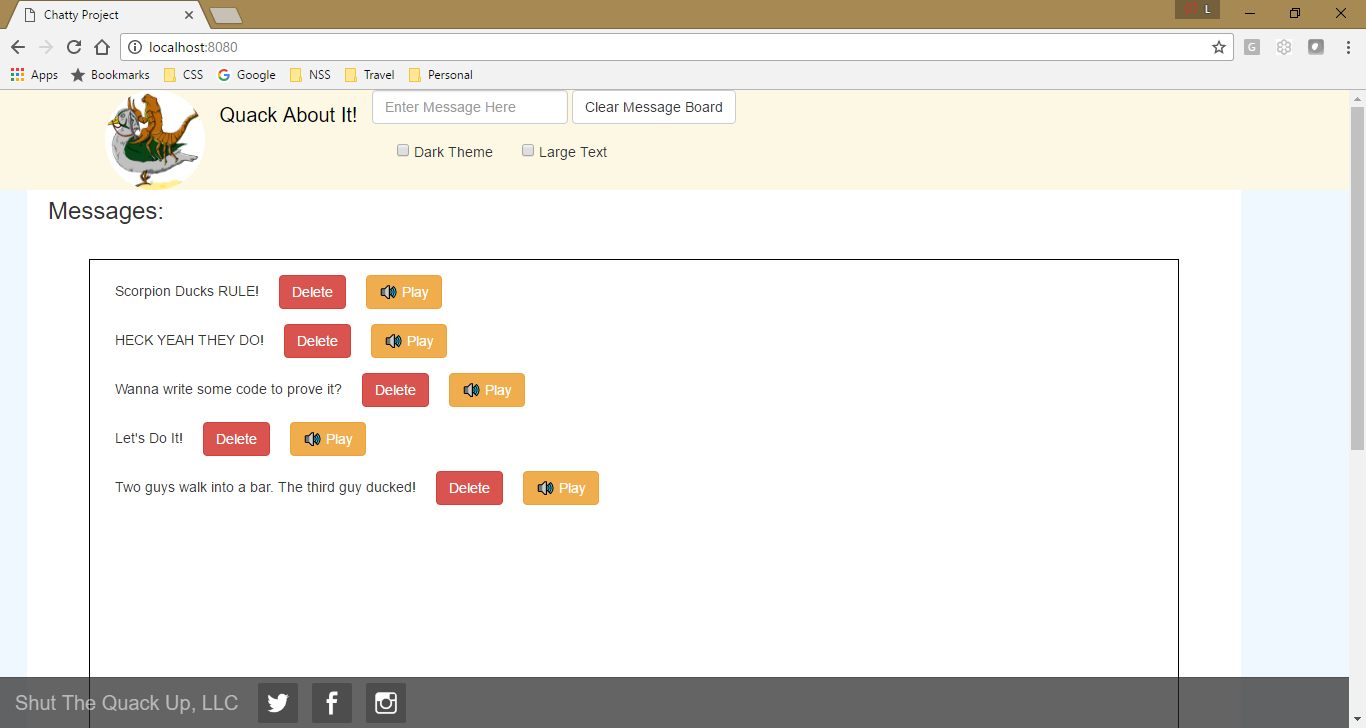 Chatty Project
L
localhost:8080
G
Apps Bookmarks CSS Google NSS Travel Personal
Quack About It! Enter Message Here Clear Message Board
Dark Theme Large Text
Messages:
Scorpion Ducks RULE! Delete Play
HECK YEAH THEY DO! Delete Play
Wanna write some code to prove it? Delete Play
Let's Do It! Delete Play
Two guys walk into a bar. The third guy ducked! Delete Play
Shut The Quack Up, LLC